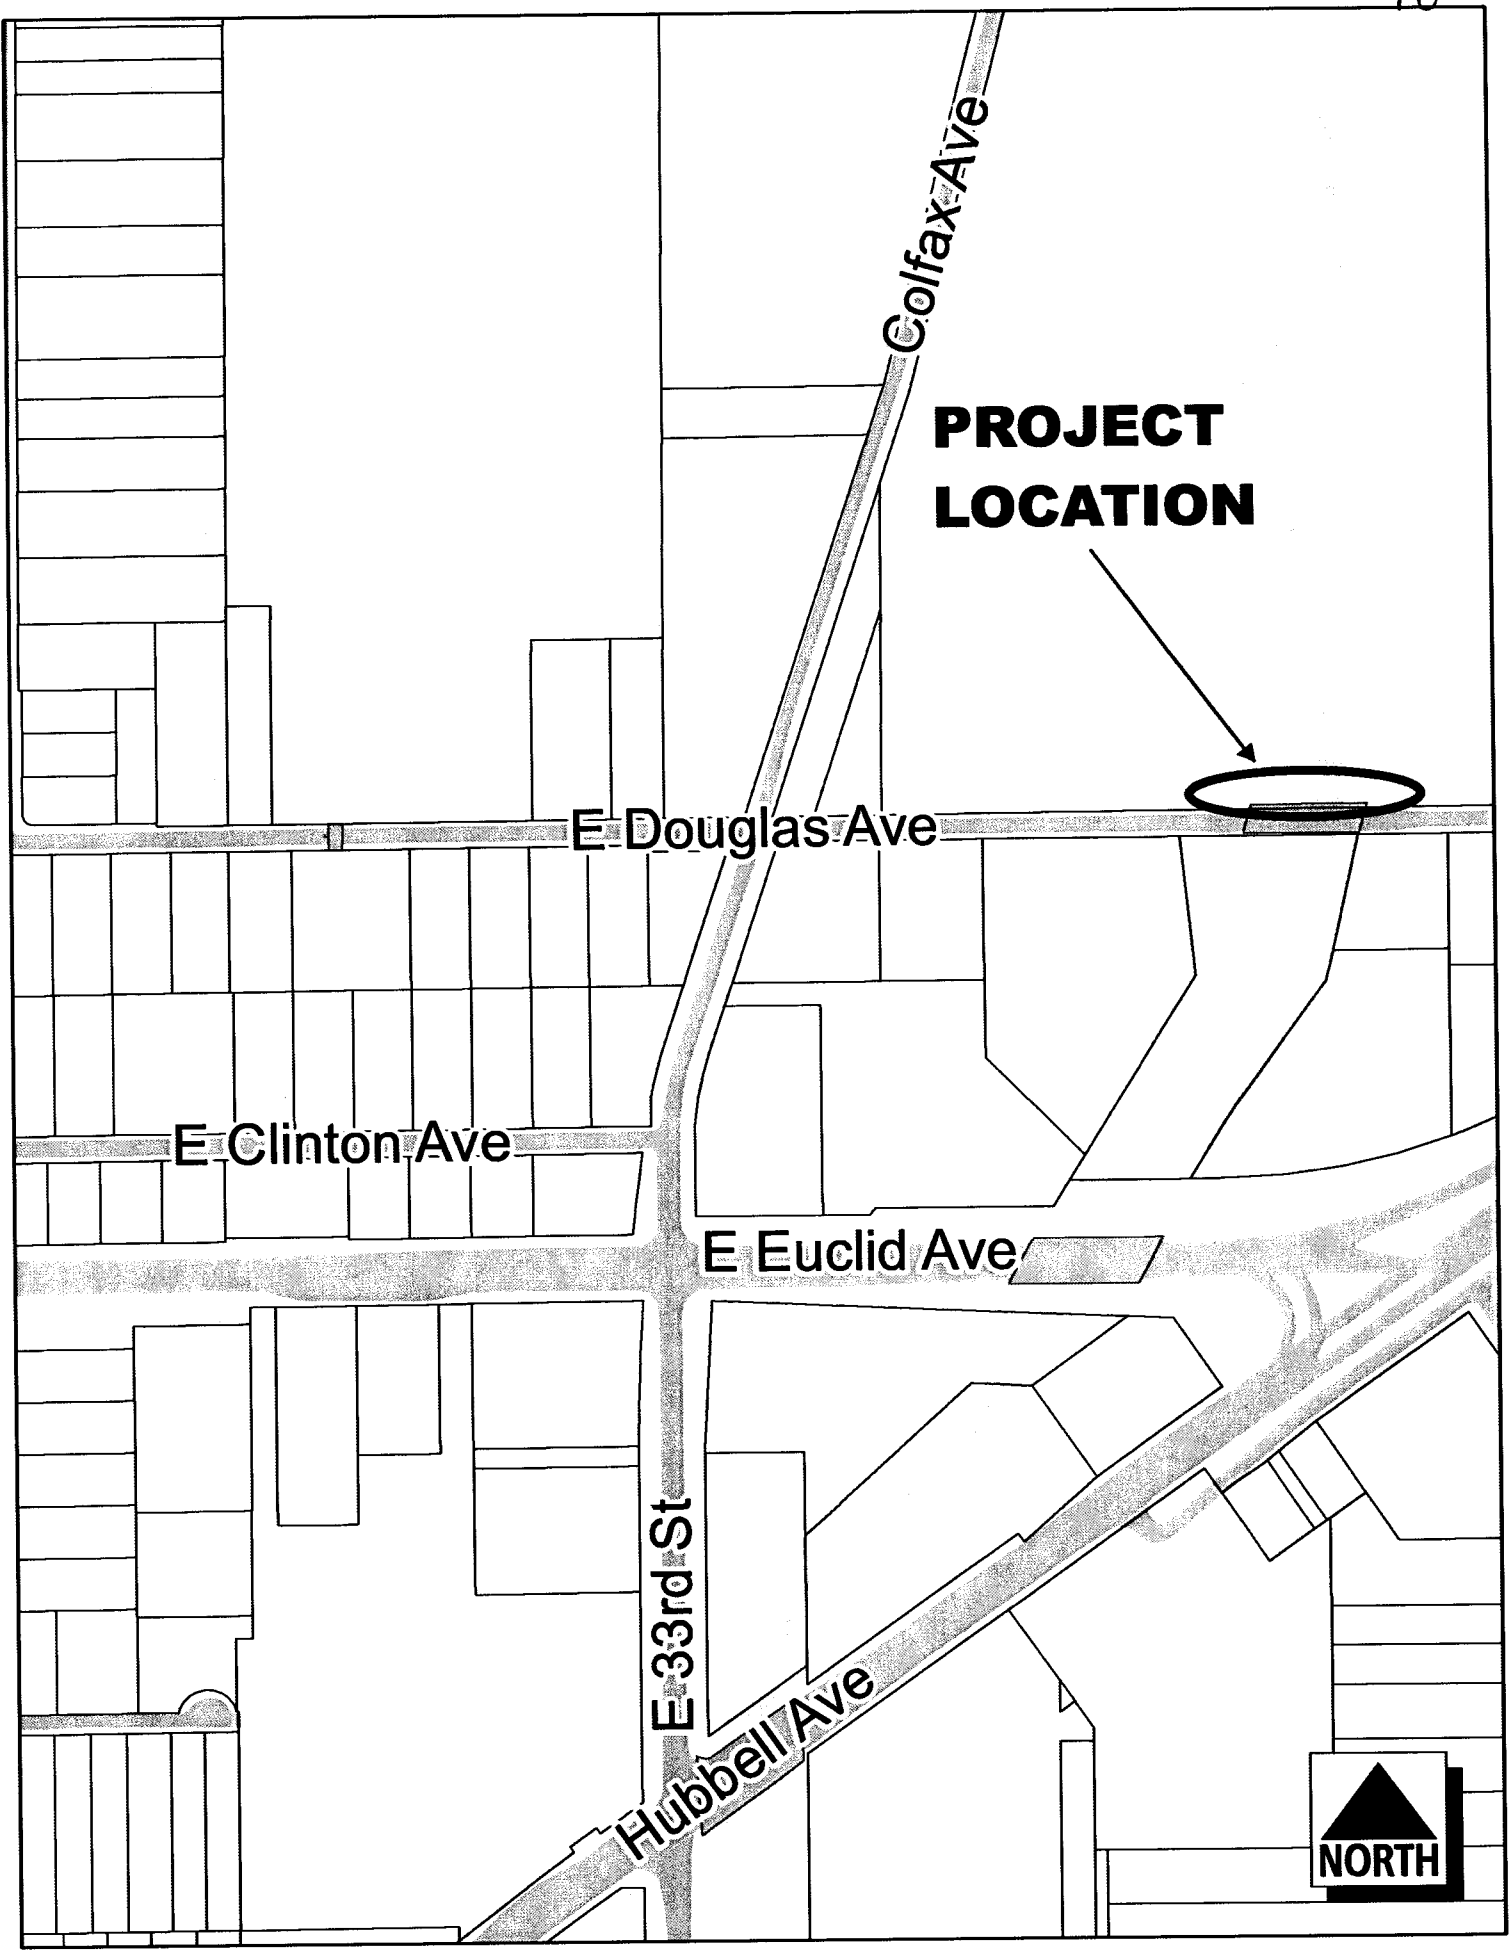 Colfax Ave
PROJECT
LOCATION
E Douglas Ave
E Clinton Ave
E Euclid Ave
E 33rd St
Hubbell Ave
NORTH